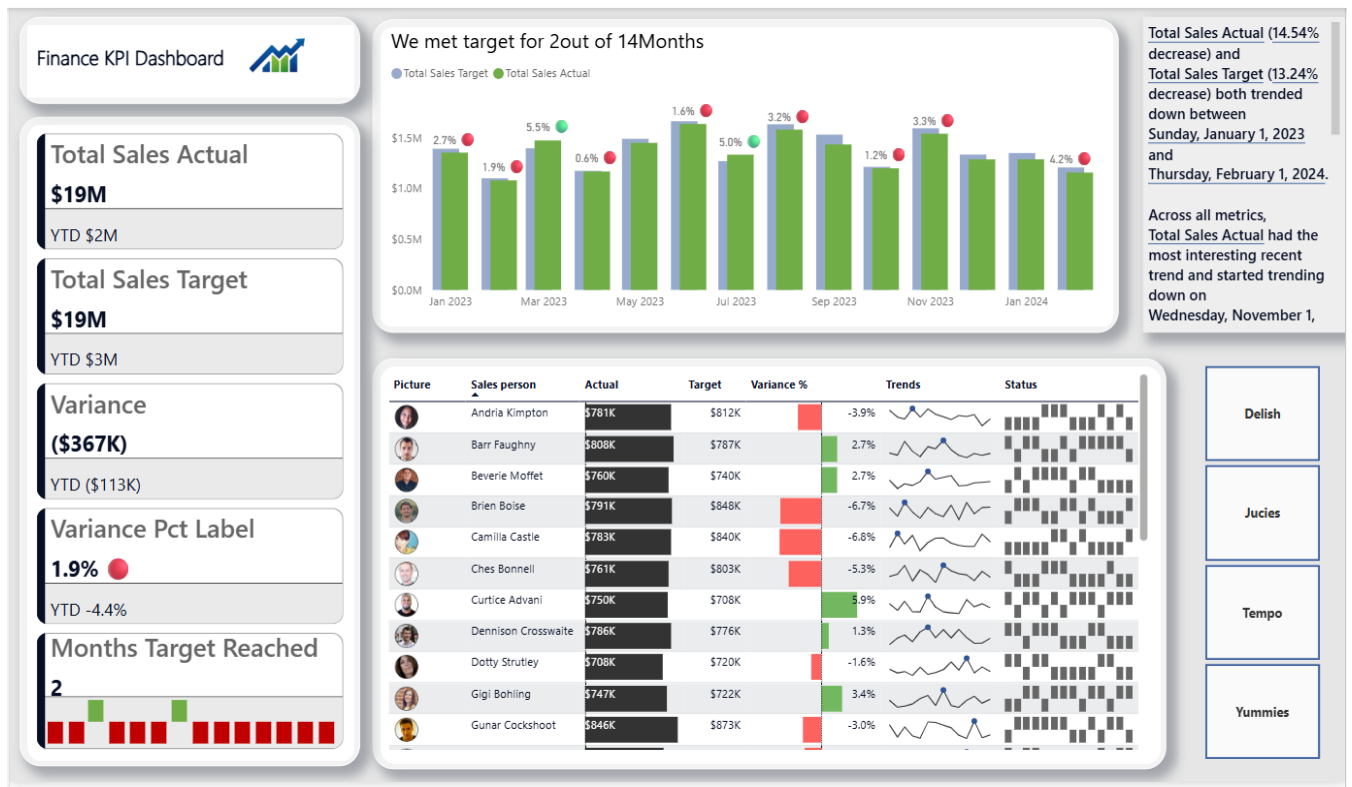 Finance KPI Dashboard
Total Sales Actual
$19M
YTD $2M
Total Sales Target
$19M
YTD $3M
Variance
($367K)
YTD ($113K)
Variance Pct Label
1.9%
YTD -4.4%
Months Target Reached
2
We met target for 2out of 14Months
Total Sales Target Total Sales Actual
$1.5M
$1.0M
$0.5M
$0.0M
2.7% 1.9% 5.5% 0.6% 1.6% 5.0% 3.2% 1.2% 3.3% 4.2%
Jan 2023 Mar 2023 May 2023 Jul 2023 Sep 2023 Nov 2023 Jan 2024
Total Sales Actual (14.54%
decrease) and
Total Sales Target (13.24%
decrease) both trended
down between
Sunday, January 1, 2023
and
Thursday, February 1, 2024.
Across all metrics,
Total Sales Actual had the
most interesting recent
trend and started trending
down on
Wednesday, November 1,
Picture Sales person Actual Target Variance % Trends Status
Andria Kimpton $781K $812K -3.9%
Barr Faughny $808K $787K 2.7%
Beverie Moffet $760K $740K 2.7%
Brien Boise $791K $848K -6.7%
Camilla Castle $783K $840K -6.8%
Ches Bonnell $761K $803K -5.3%
Curtice Advani $750K $708K 5.9%
Dennison Crosswaite $786K $776K 1.3%
Dotty Strutley $708K $720K -1.6%
Gigi Bohling $747K $722K 3.4%
Gunar Cockshoot $846K $873K -3.0%
Delish
Jucies
Tempo
Yummies